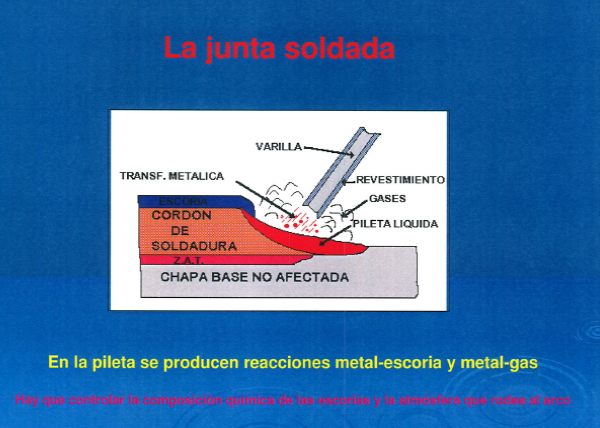 La junta soldada
VARILLA
TRANSF. METALICA
REVESTIMIENTO
GASES
ESCORIA
CORDON
DE
SOLDADURA
PILETA LIQUIDA
Z.A.T.
CHAPA BASE NO AFECTADA
En la pileta se producen reacciones metal-escoria y metal-gas
Hay que controlar la composición química de las escorias y la atmósfera que rodea al arco